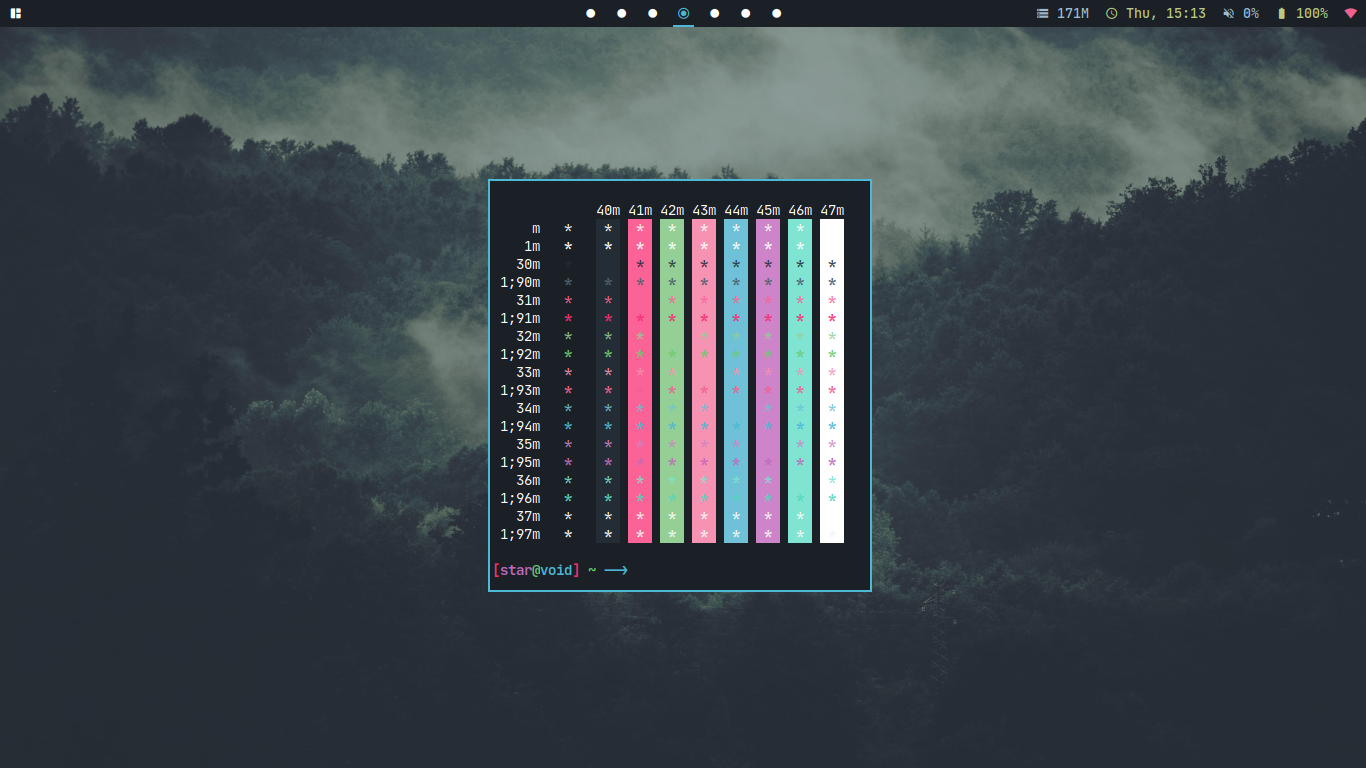 171M Thu, 15:13 0% 100%
40m 41m 42m 43m 44m 45m 46m 47m
m * * * * * * * *
1m * * * * * * * *
30m * * * * * * *
1;90m * * * * * * * * *
31m * * * * * * * *
1;91m * * * * * * * * *
32m * * * * * * * *
1;92m * * * * * * * * *
33m * * * * * * * *
1;93m * * * * * * * * *
34m * * * * * * * *
1;94m * * * * * * * * *
35m * * * * * * * *
1;95m * * * * * * * * *
36m * * * * * * * *
1;96m * * * * * * * * *
37m * * * * * * * *
1;97m * * * * * * * *
[star@void] ~ ⟶